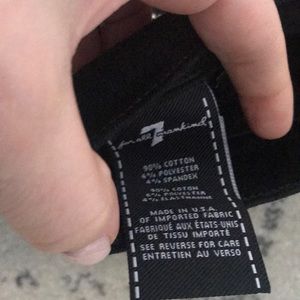 7
for all mankind
90% COTTON
6% POLYESTER
4% SPANDEX
90% COTON
6% POLYESTER
4% ÉLASTHANNE
MADE IN U.S.A.
OF IMPORTED FABRIC
FABRIQUÉ AUX ÉTATS-UNIS
DE TISSU IMPORTÉ
SEE REVERSE FOR CARE
ENTRETIEN AU VERSO